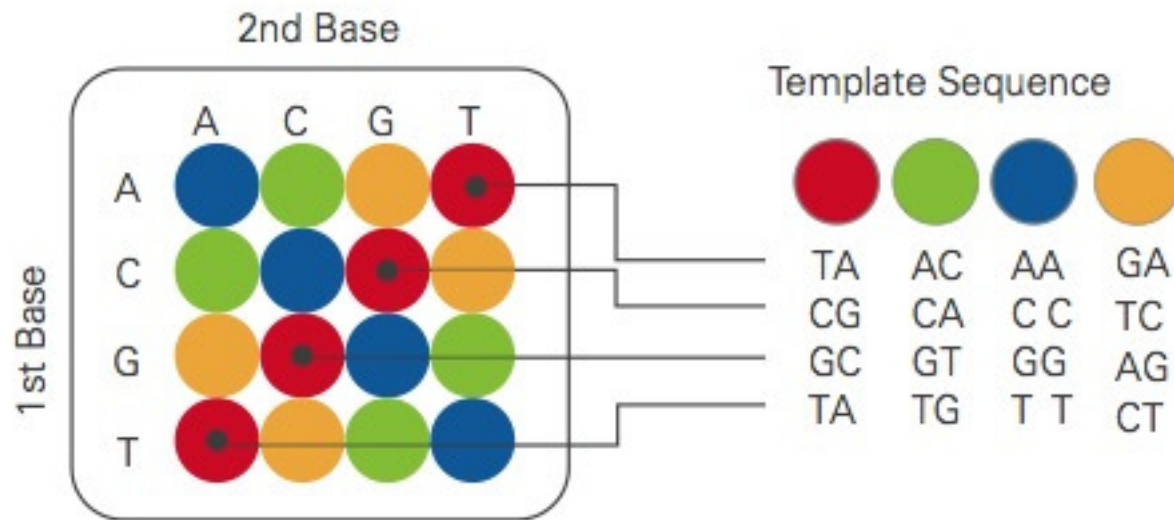 2nd Base
Template Sequence
A C G T
A
C
G
T
1st Base
TA AC AA GA
CG CA C C TC
GC GT GG AG
TA TG T T CT